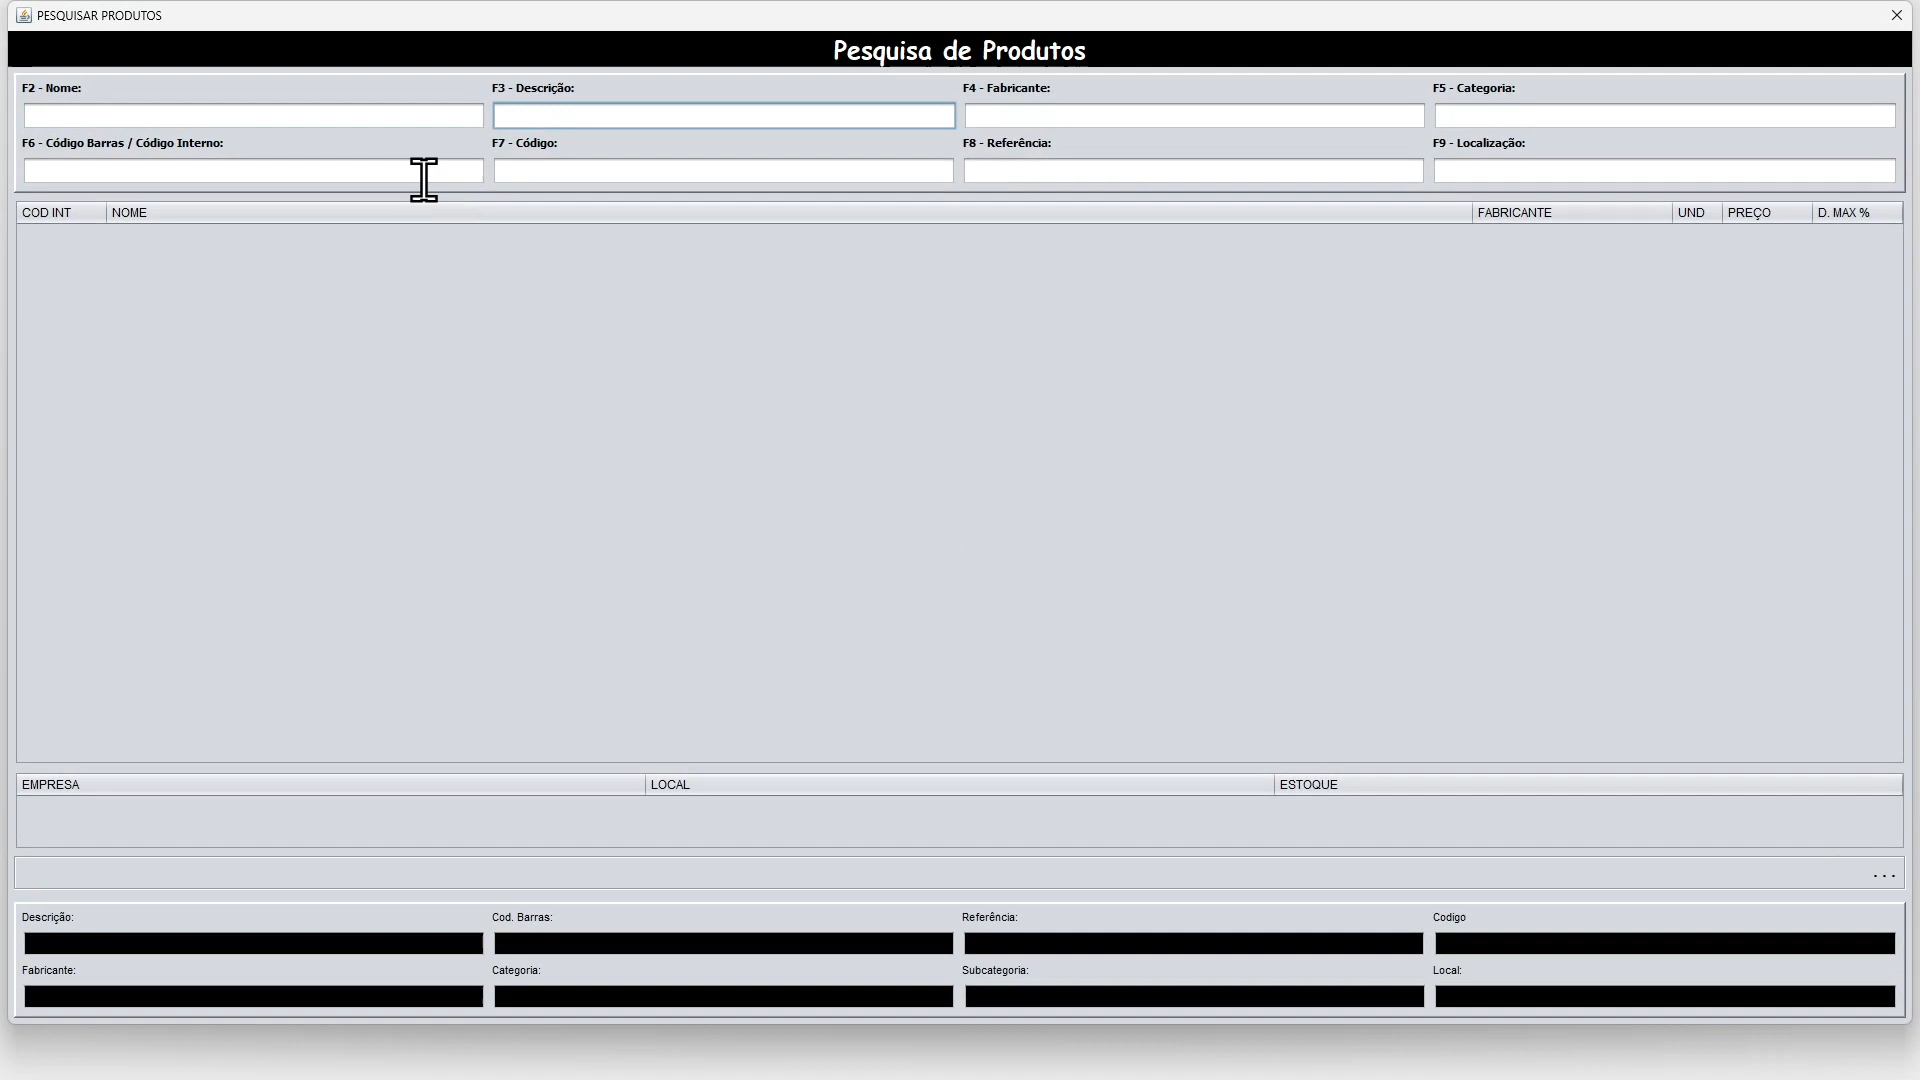 PESQUISAR PRODUTOS
Pesquisa de Produtos
F2 - Nome: F3 - Descrição: F4 - Fabricante: F5 - Categoria:
F6 - Código Barras / Código Interno: F7 - Código: F8 - Referência: F9 - Localização:
COD INT NOME FABRICANTE UND PREÇO D. MAX %
EMPRESA LOCAL ESTOQUE
...
Descrição: Cod. Barras: Referência: Codigo
Fabricante: Categoria: Subcategoria: Local: